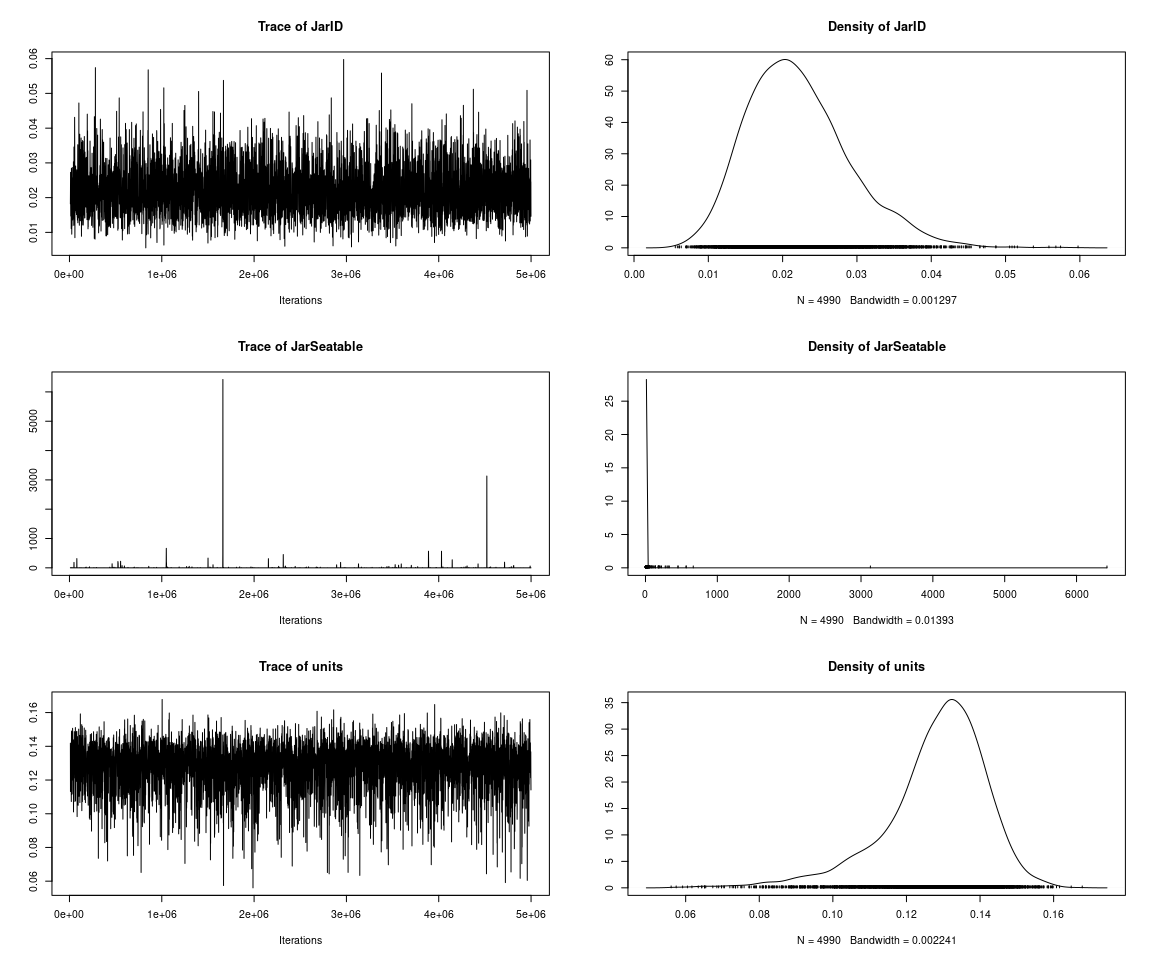 Trace of JarID
0.01 0.02 0.03 0.04 0.05 0.06
0e+00 1e+06 2e+06 3e+06 4e+06 5e+06
Iterations
Density of JarID
0 10 20 30 40 50 60
0.00 0.01 0.02 0.03 0.04 0.05 0.06
N = 4990 Bandwidth = 0.001297
Trace of JarSeatable
0 1000 3000 5000
0e+00 1e+06 2e+06 3e+06 4e+06 5e+06
Iterations
Density of JarSeatable
0 5 10 15 20 25
0 1000 2000 3000 4000 5000 6000
N = 4990 Bandwidth = 0.01393
Trace of units
0.06 0.08 0.10 0.12 0.14 0.16
0e+00 1e+06 2e+06 3e+06 4e+06 5e+06
Iterations
Density of units
0 5 10 15 20 25 30 35
0.06 0.08 0.10 0.12 0.14 0.16
N = 4990 Bandwidth = 0.002241